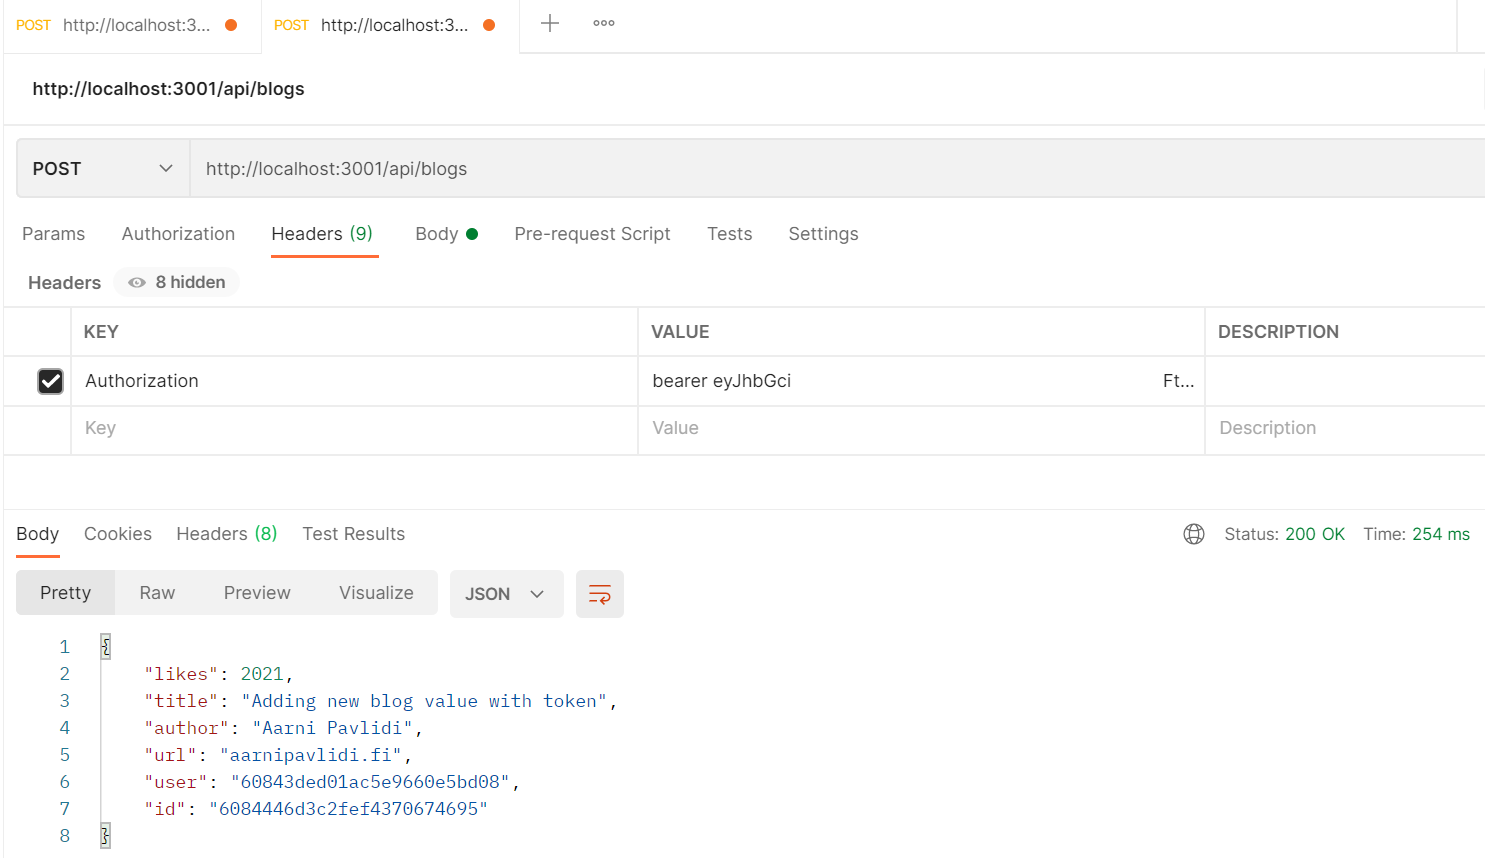 POST http://localhost:3... POST http://localhost:3...
http://localhost:3001/api/blogs
POST http://localhost:3001/api/blogs
Params Authorization Headers (9) Body Pre-request Script Tests Settings
Headers 8 hidden
KEY VALUE DESCRIPTION
Authorization bearer eyJhbGci Ft...
Key Value Description
Body Cookies Headers (8) Test Results Status: 200 OK Time: 254 ms
Pretty Raw Preview Visualize JSON
1 {
2 "likes": 2021,
3 "title": "Adding new blog value with token",
4 "author": "Aarni Pavlidi",
5 "url": "aarnipavlidi.fi",
6 "user": "60843ded01ac5e9660e5bd08",
7 "id": "6084446d3c2fef4370674695"
8 }